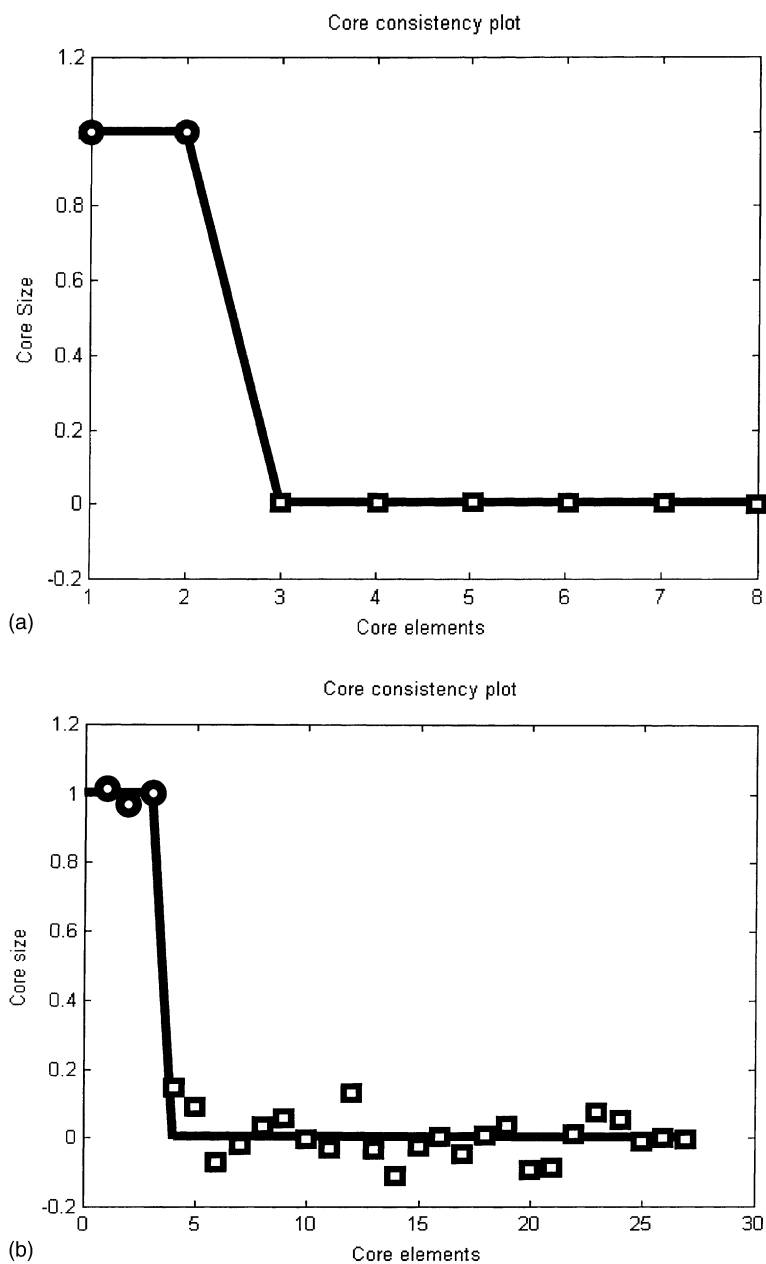 Core consistency plot
1.2
0.8
0.6
0.4
0.2
0
-0.2
Core Size
1 2 3 4 5 6 7 8
Core elements
(a)
Core consistency plot
1.2
1
0.8
0.6
0.4
0.2
0
-0.2
Core size
0 5 10 15 20 25 30
Core elements
(b)